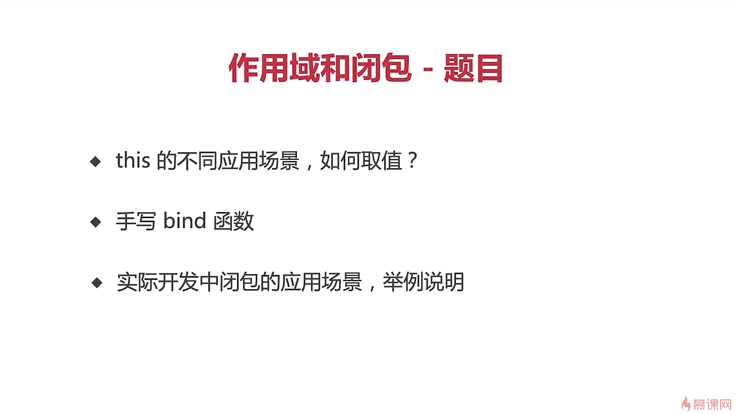 作用域和闭包 - 题目
this 的不同应用场景，如何取值？
手写 bind 函数
实际开发中闭包的应用场景，举例说明
慕课网